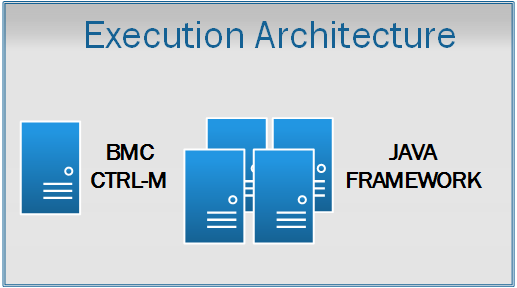 Execution Architecture
BMC
CTRL-M
JAVA
FRAMEWORK